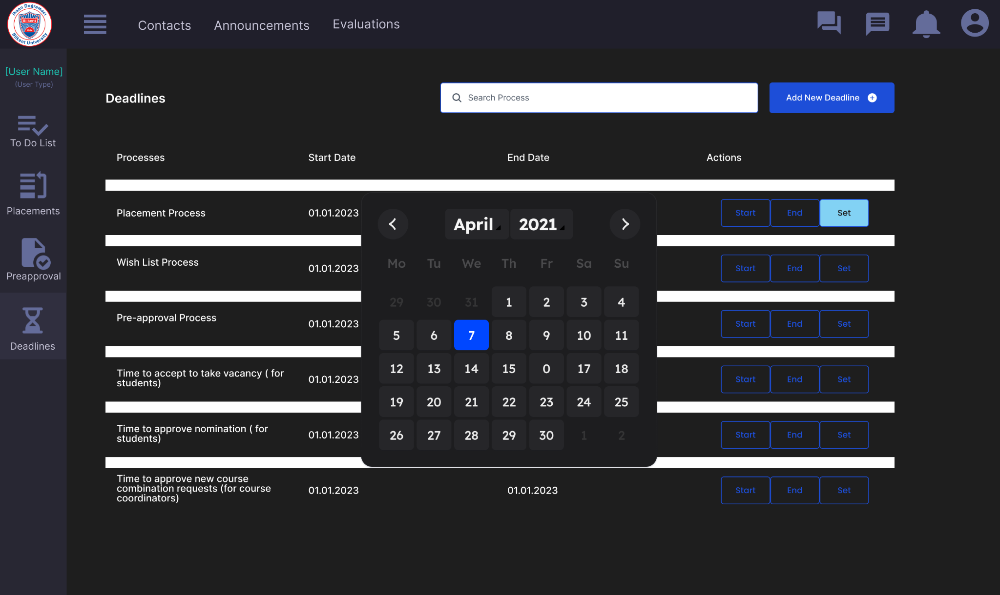 İhsan Doğramacı
Bilkent
1984
Bilkent University
Contacts
Announcements
Evaluations
[User Name]
(User Type)
To Do List
Placements
Preapproval
Deadlines
Deadlines
Search Process
Add New Deadline
Processes Start Date End Date Actions
Placement Process 01.01.2023 Start End Set
Wish List Process 01.01.2023 Start End Set
Pre-approval Process 01.01.2023 Start End Set
Time to accept to take vacancy ( for
students) 01.01.2023 Start End Set
Time to approve nomination ( for
students) 01.01.2023 Start End Set
Time to approve new course
combination requests (for course
coordinators) 01.01.2023 01.01.2023 Start End Set
April 2021
Mo Tu We Th Fr Sa Su
29 30 31 1 2 3 4
5 6 7 8 9 10 11
12 13 14 15 0 17 18
19 20 21 22 23 24 25
26 27 28 29 30 1 2